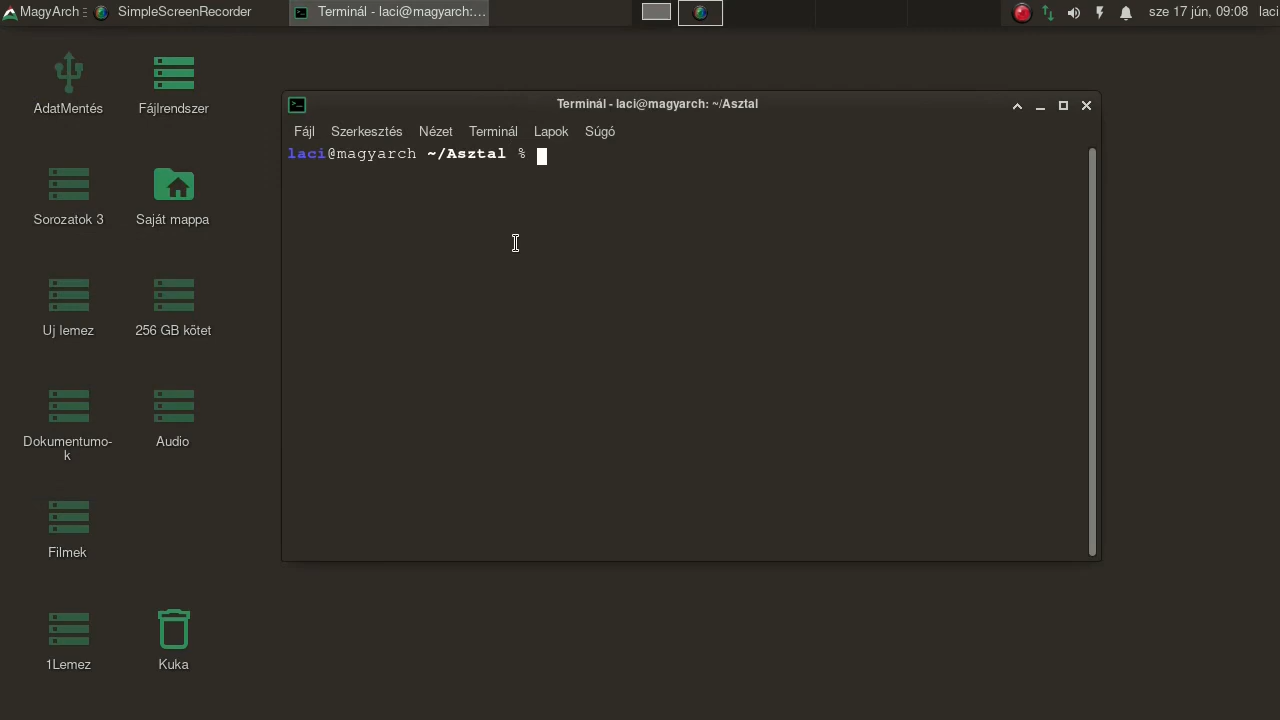 MagyArch
SimpleScreenRecorder
Terminál - laci@magyarch:...
sze 17 jún, 09:08
laci
AdatMentés
Fájlrendszer
Sorozatok 3
Saját mappa
Uj lemez
256 GB kötet
Dokumentumo-
k
Audio
Filmek
1Lemez
Kuka
Terminál - laci@magyarch: ~/Asztal
Fájl Szerkesztés Nézet Terminál Lapok Súgó
laci@magyarch ~/Asztal %